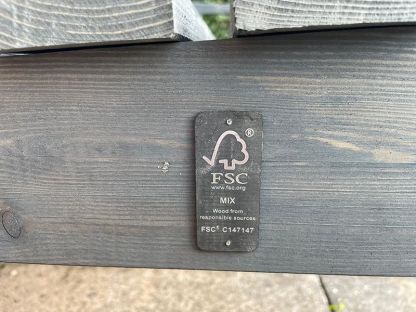 ®
FSC
www.fsc.org
MIX
Wood from
responsible sources
FSC® C147147